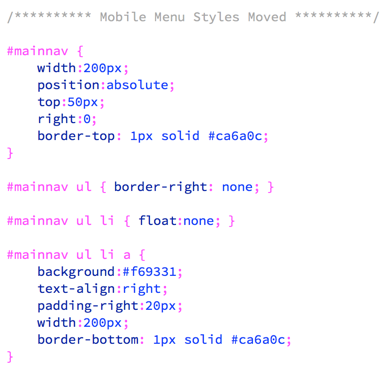 /********** Mobile Menu Styles Moved **********/
#mainnav {
width:200px;
position:absolute;
top:50px;
right:0;
border-top: 1px solid #ca6a0c;
}
#mainnav ul { border-right: none; }
#mainnav ul li { float:none; }
#mainnav ul li a {
background:#f69331;
text-align:right;
padding-right:20px;
width:200px;
border-bottom: 1px solid #ca6a0c;
}